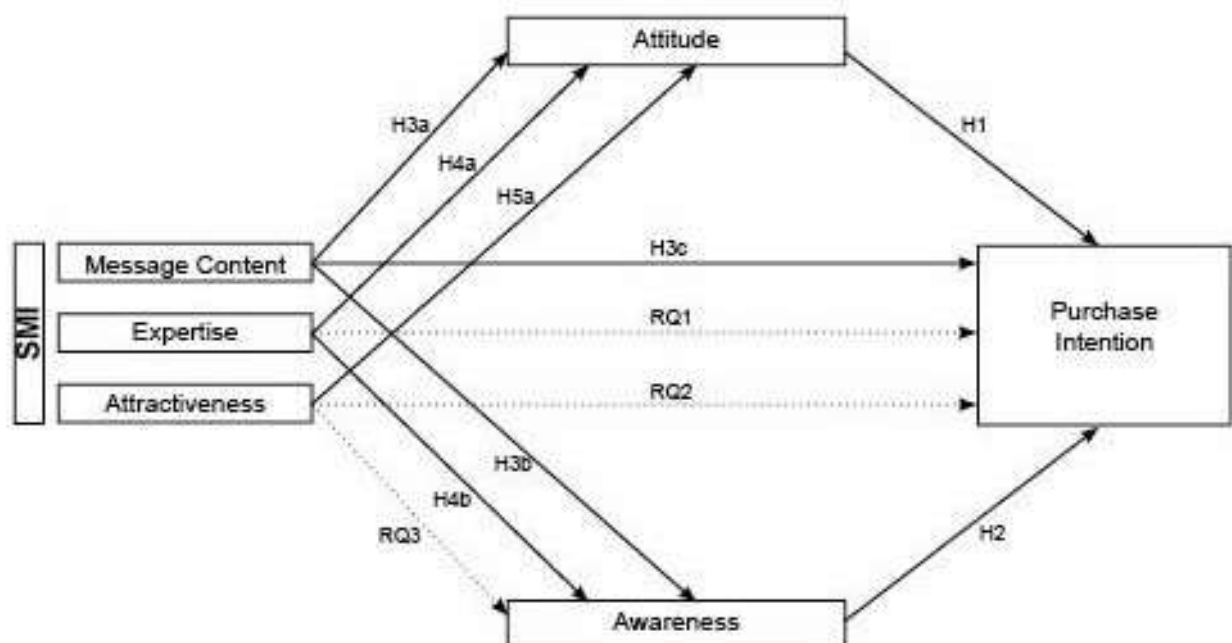 Attitude
H3a
H1
H4a
H5a
SMI
Message Content
H3c
Expertise
RQ1
Purchase
Intention
Attractiveness
RQ2
H3b
H4b
RQ3
H2
Awareness